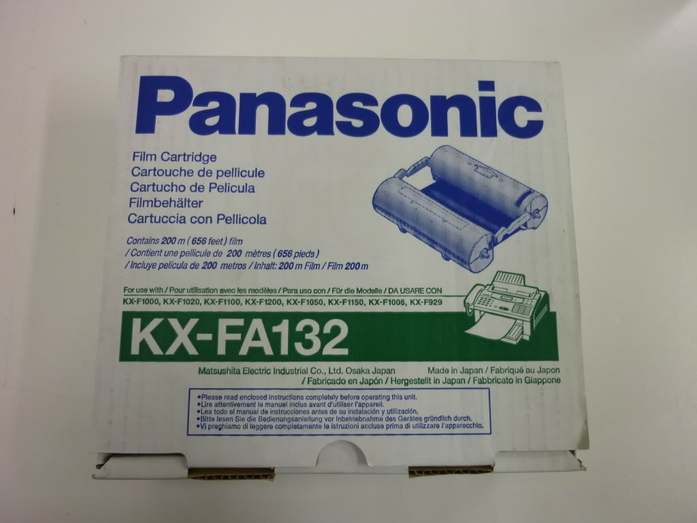 Panasonic
Film Cartridge
Cartouche de pellicule
Cartucho de Pelicula
Filmbehälter
Cartuccia con Pellicola
Contains 200 m ( 656 feet ) film
/ Contient une pellicule de 200 mètres ( 656 pieds )
/ Incluye película de 200 metros / Inhalt: 200 m Film / Film 200 m
For use with / Pour utilisation avec les modèles / Para uso con / Für die Modelle / DA USARE CON
KX-F1000, KX-F1020, KX-F1100, KX-F1200, KX-F1050, KX-F1150, KX-F1006, KX-F929
KX-FA132
Matsushita Electric Industrial Co., Ltd. Osaka Japan Made in Japan / Fabriqué au Japon
/ Fabricado en Japón / Hergestellt in Japan / Fabbricato in Giappone
•Please read enclosed instructions completely before operating this unit.
•Lire attentivement le manuel inclus avant d'utiliser l'appareil.
•Lea todo el manual de instrucciones antes de su instalación y utilización.
•Bitte lesen Sie die Bedienungsanleitung vor Inbetriebnahme des Gerätes gründlich durch.
•Vi preghiamo di leggere completamente le istruzioni accluse prima di utilizzare l'apparecchio.